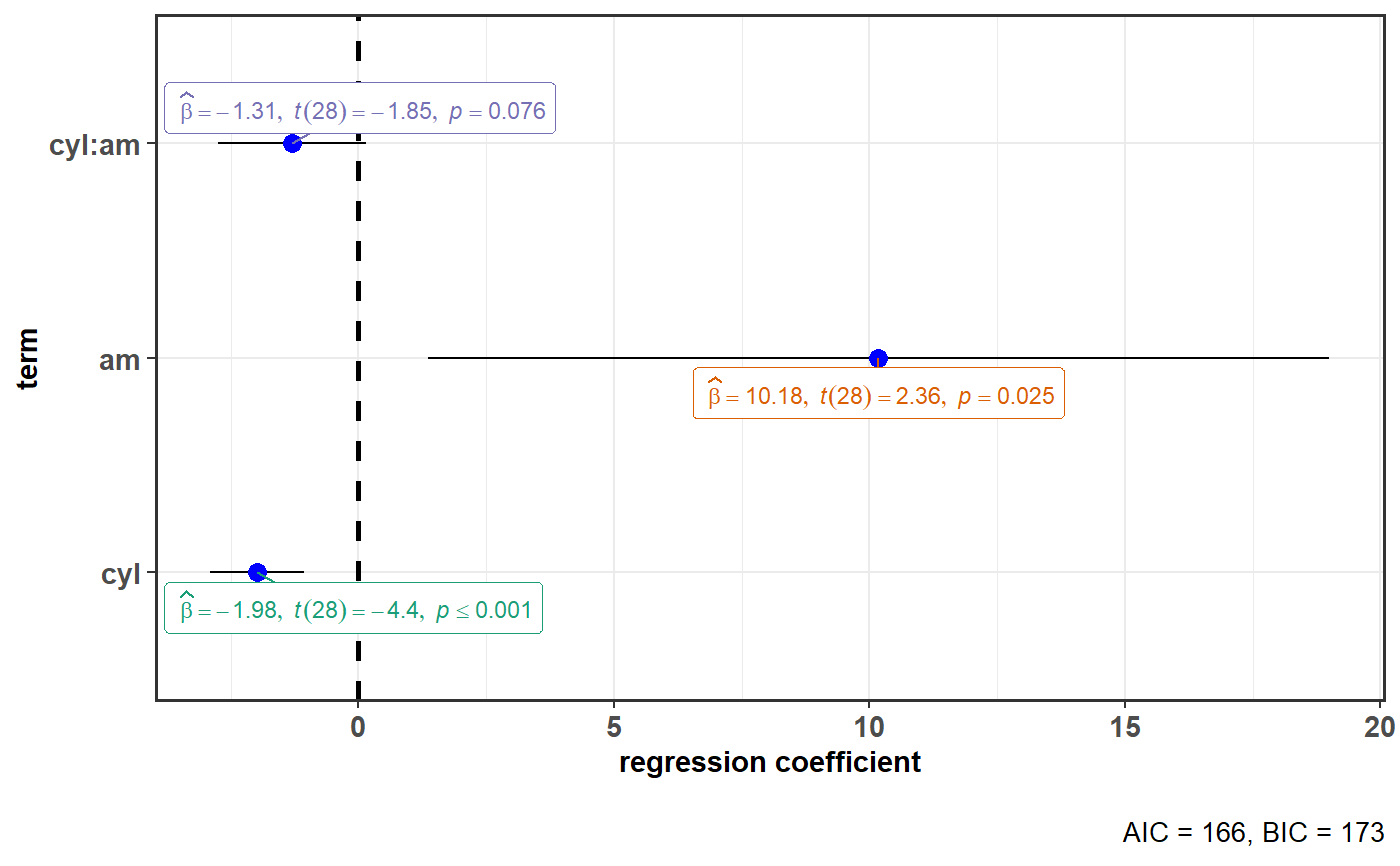 β̂ = −1.31, t(28) = −1.85, p = 0.076
cyl:am
am
β̂ = 10.18, t(28) = 2.36, p = 0.025
term
cyl
β̂ = −1.98, t(28) = −4.4, p ≤ 0.001
0 5 10 15 20
regression coefficient
AIC = 166, BIC = 173